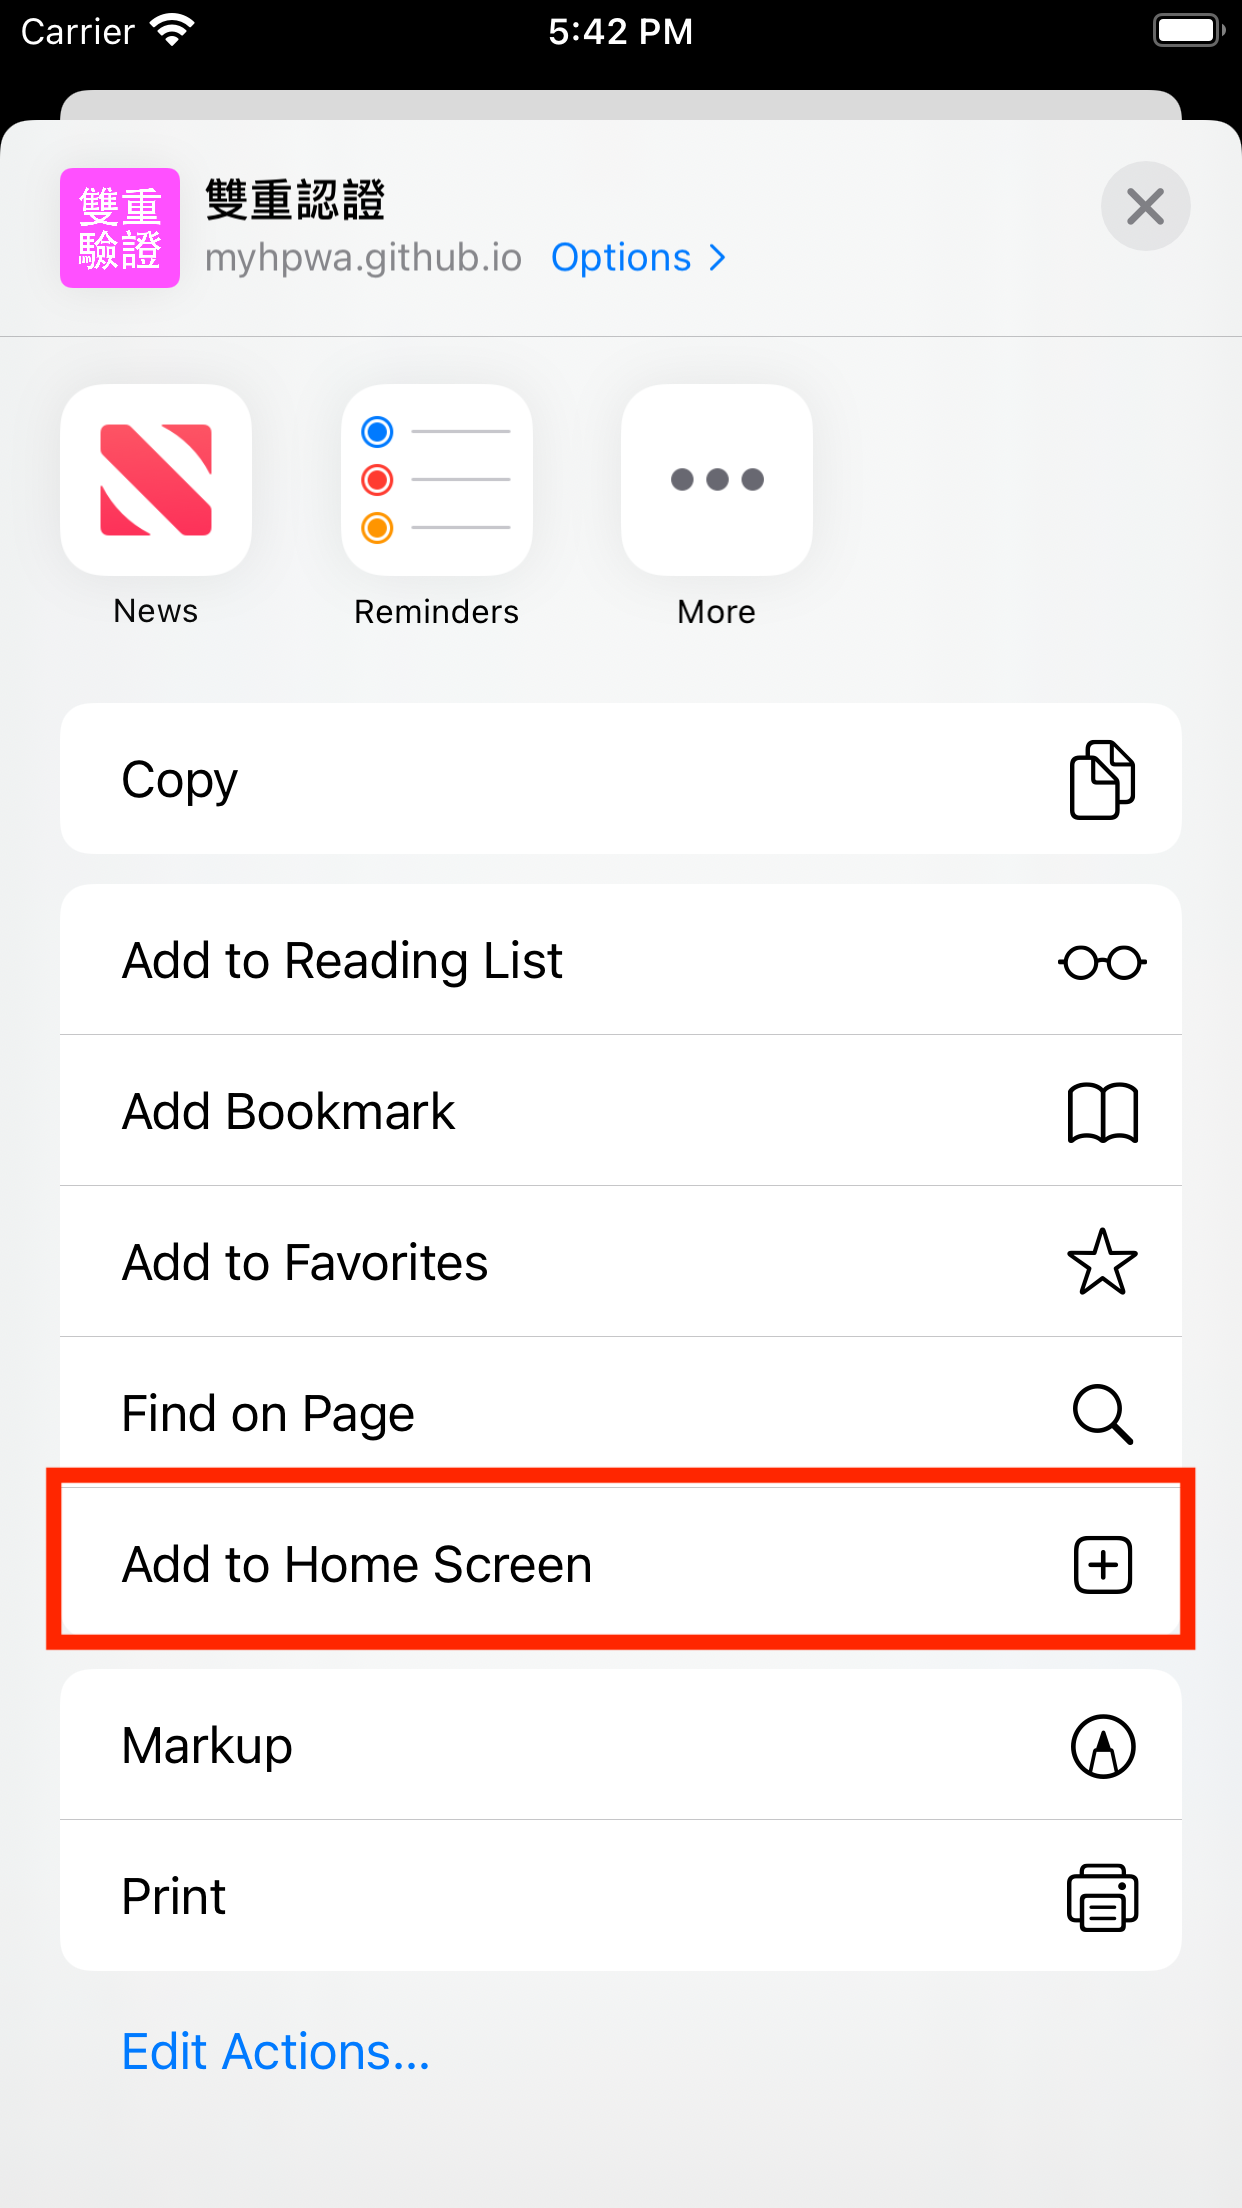 Carrier 5:42 PM
雙重
驗證
雙重認證
myhpwa.github.io Options
News Reminders More
Copy
Add to Reading List
Add Bookmark
Add to Favorites
Find on Page
Add to Home Screen
Markup
Print
Edit Actions...